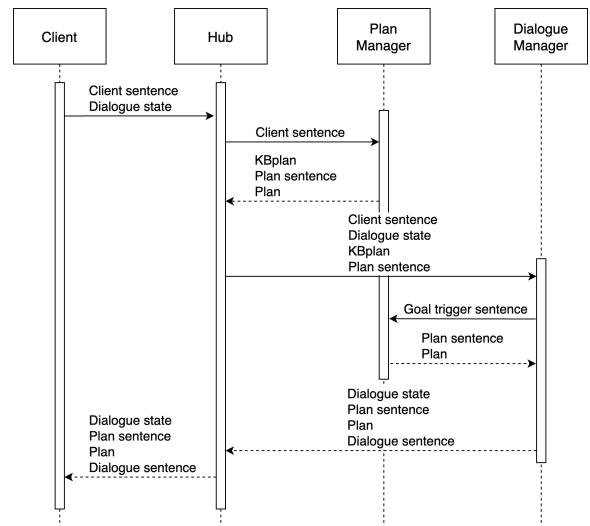 Client
Hub
Plan
Manager
Dialogue
Manager
Client sentence
Dialogue state
Client sentence
KBplan
Plan sentence
Plan
Client sentence
Dialogue state
KBplan
Plan sentence
Goal trigger sentence
Plan sentence
Plan
Dialogue state
Plan sentence
Plan
Dialogue sentence
Dialogue state
Plan sentence
Plan
Dialogue sentence